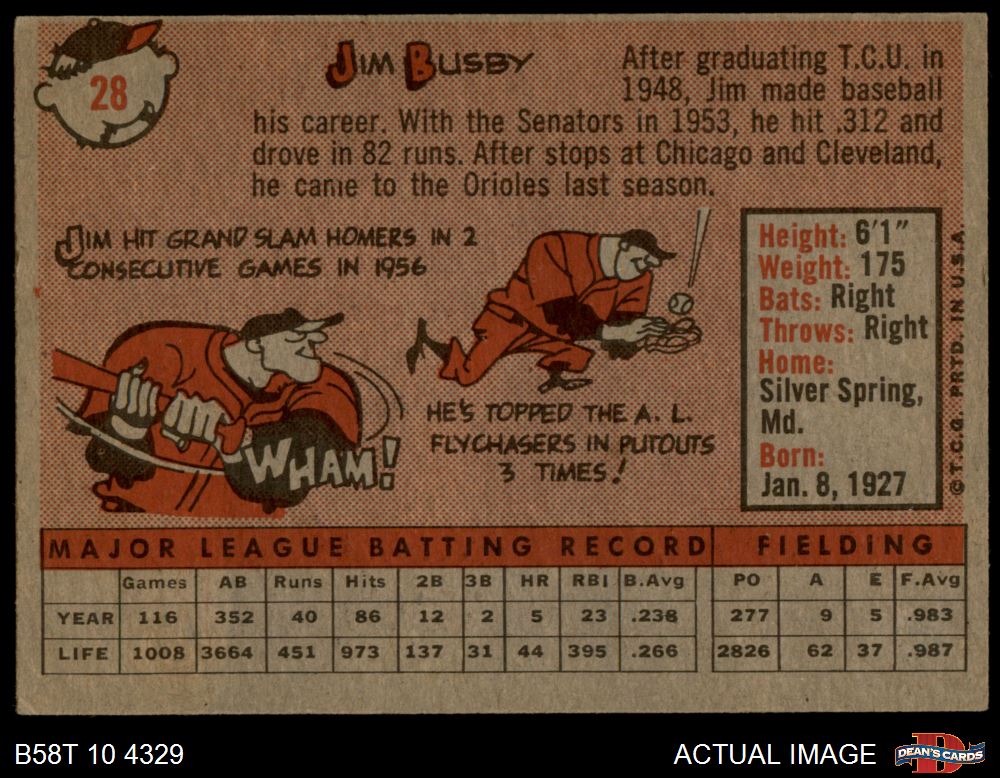 28
Jim Busby
After graduating T.C.U. in
1948, Jim made baseball
his career. With the Senators in 1953, he hit .312 and
drove in 82 runs. After stops at Chicago and Cleveland,
he came to the Orioles last season.
JIM HIT GRAND SLAM HOMERS IN 2
CONSECUTIVE GAMES IN 1956
WHAM!
HE'S TOPPED THE A. L.
FLYCHASERS IN PUTOUTS
3 TIMES!
Height: 6'1"
Weight: 175
Bats: Right
Throws: Right
Home:
Silver Spring,
Md.
Born:
Jan. 8, 1927
© T.C.G. PRTD. IN U.S.A.
MAJOR LEAGUE BATTING RECORD FIELDING
Games AB Runs Hits 2B 3B HR RBI B.Avg PO A E F.Avg
YEAR 116 352 40 86 12 2 5 23 .238 277 9 5 .983
LIFE 1008 3664 451 973 137 31 44 395 .266 2826 62 37 .987
B58T 10 4329
ACTUAL IMAGE
DEAN'S CARDS